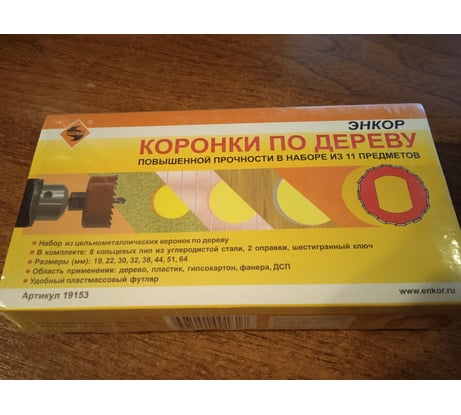 ЭНКОР
КОРОНКИ ПО ДЕРЕВУ
ПОВЫШЕННОЙ ПРОЧНОСТИ В НАБОРЕ ИЗ 11 ПРЕДМЕТОВ
Набор из цельнометаллических коронок по дереву
В комплекте: 8 кольцевых пил из углеродистой стали, 2 оправки, шестигранный ключ
Размеры (мм): 19, 22, 30, 32, 38, 44, 51, 64
Область применения: дерево, пластик, гипсокартон, фанера, ДСП
Удобный пластмассовый футляр
Артикул 19153
www.enkor.ru